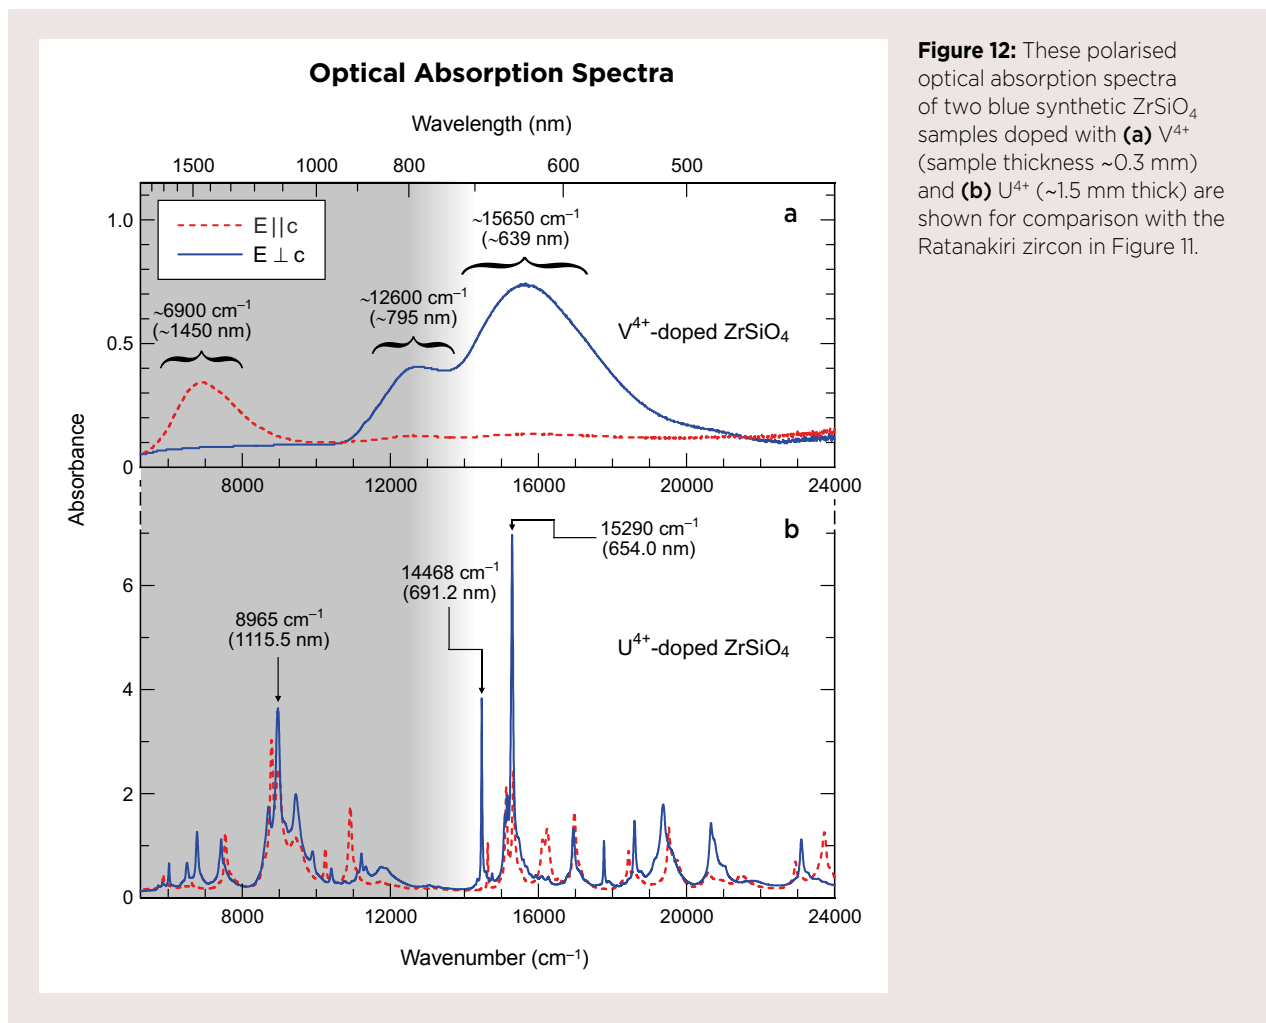 Optical Absorption Spectra
Wavelength (nm)
1500 1000 800 600 500
a
E||c
E ⊥ c
~6900 cm⁻¹
(~1450 nm)
~12600 cm⁻¹
(~795 nm)
~15650 cm⁻¹
(~639 nm)
V⁴⁺-doped ZrSiO₄
1.0
0.5
0
8000 12000 16000 20000 24000
Absorbance
b
8965 cm⁻¹
(1115.5 nm)
14468 cm⁻¹
(691.2 nm)
15290 cm⁻¹
(654.0 nm)
U⁴⁺-doped ZrSiO₄
6
4
2
0
8000 12000 16000 20000 24000
Wavenumber (cm⁻¹)
Figure 12: These polarised
optical absorption spectra
of two blue synthetic ZrSiO₄
samples doped with (a) V⁴⁺
(sample thickness ~0.3 mm)
and (b) U⁴⁺ (~1.5 mm thick) are
shown for comparison with the
Ratanakiri zircon in Figure 11.